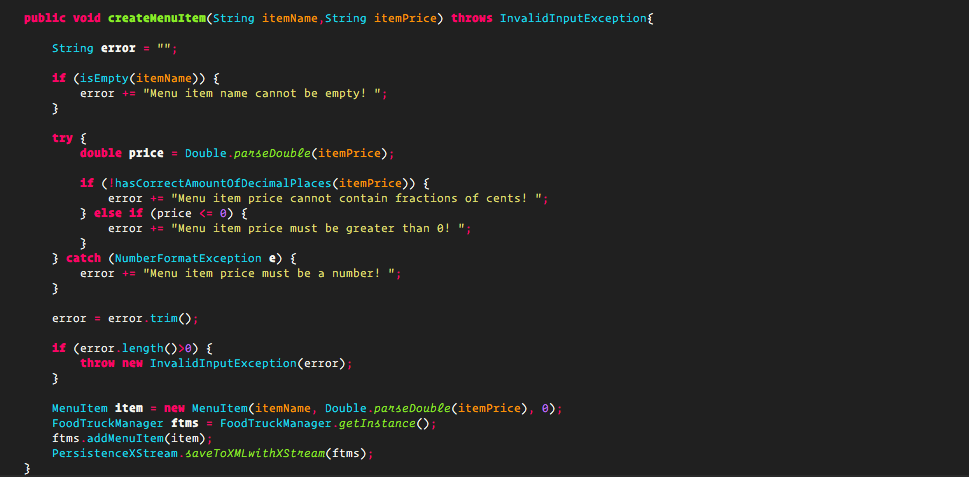 public void createMenuItem(String itemName,String itemPrice) throws InvalidInputException{
String error = "";
if (isEmpty(itemName)) {
error += "Menu item name cannot be empty! ";
}
try {
double price = Double.parseDouble(itemPrice);
if (!hasCorrectAmountOfDecimalPlaces(itemPrice)) {
error += "Menu item price cannot contain fractions of cents! ";
} else if (price <= 0) {
error += "Menu item price must be greater than 0! ";
}
} catch (NumberFormatException e) {
error += "Menu item price must be a number! ";
}
error = error.trim();
if (error.length()>0) {
throw new InvalidInputException(error);
}
MenuItem item = new MenuItem(itemName, Double.parseDouble(itemPrice), 0);
FoodTruckManager ftms = FoodTruckManager.getInstance();
ftms.addMenuItem(item);
PersistenceXStream.saveToXMLwithXStream(ftms);
}